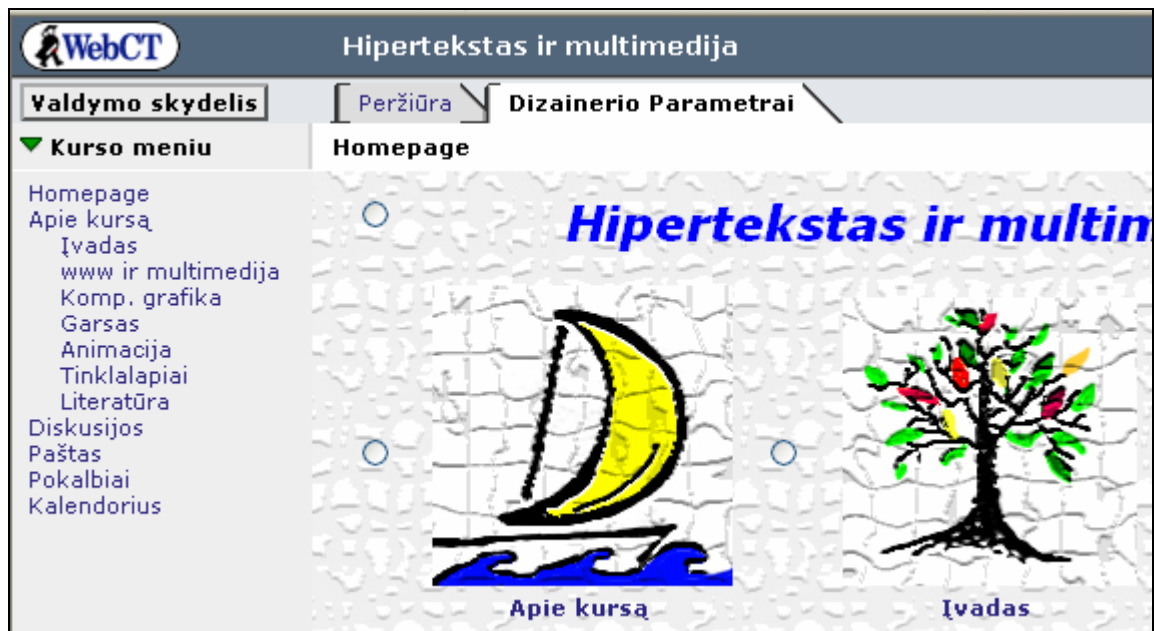 WebCT
Hipertekstas ir multimedija
Valdymo skydelis
Peržiūra
Dizainerio Parametrai
Kurso meniu
Homepage
Homepage
Apie kursą
Įvadas
www ir multimedija
Komp. grafika
Garsas
Animacija
Tinklalapiai
Literatūra
Diskusijos
Paštas
Pokalbiai
Kalendorius
Hipertekstas ir multim
Apie kursą
Įvadas